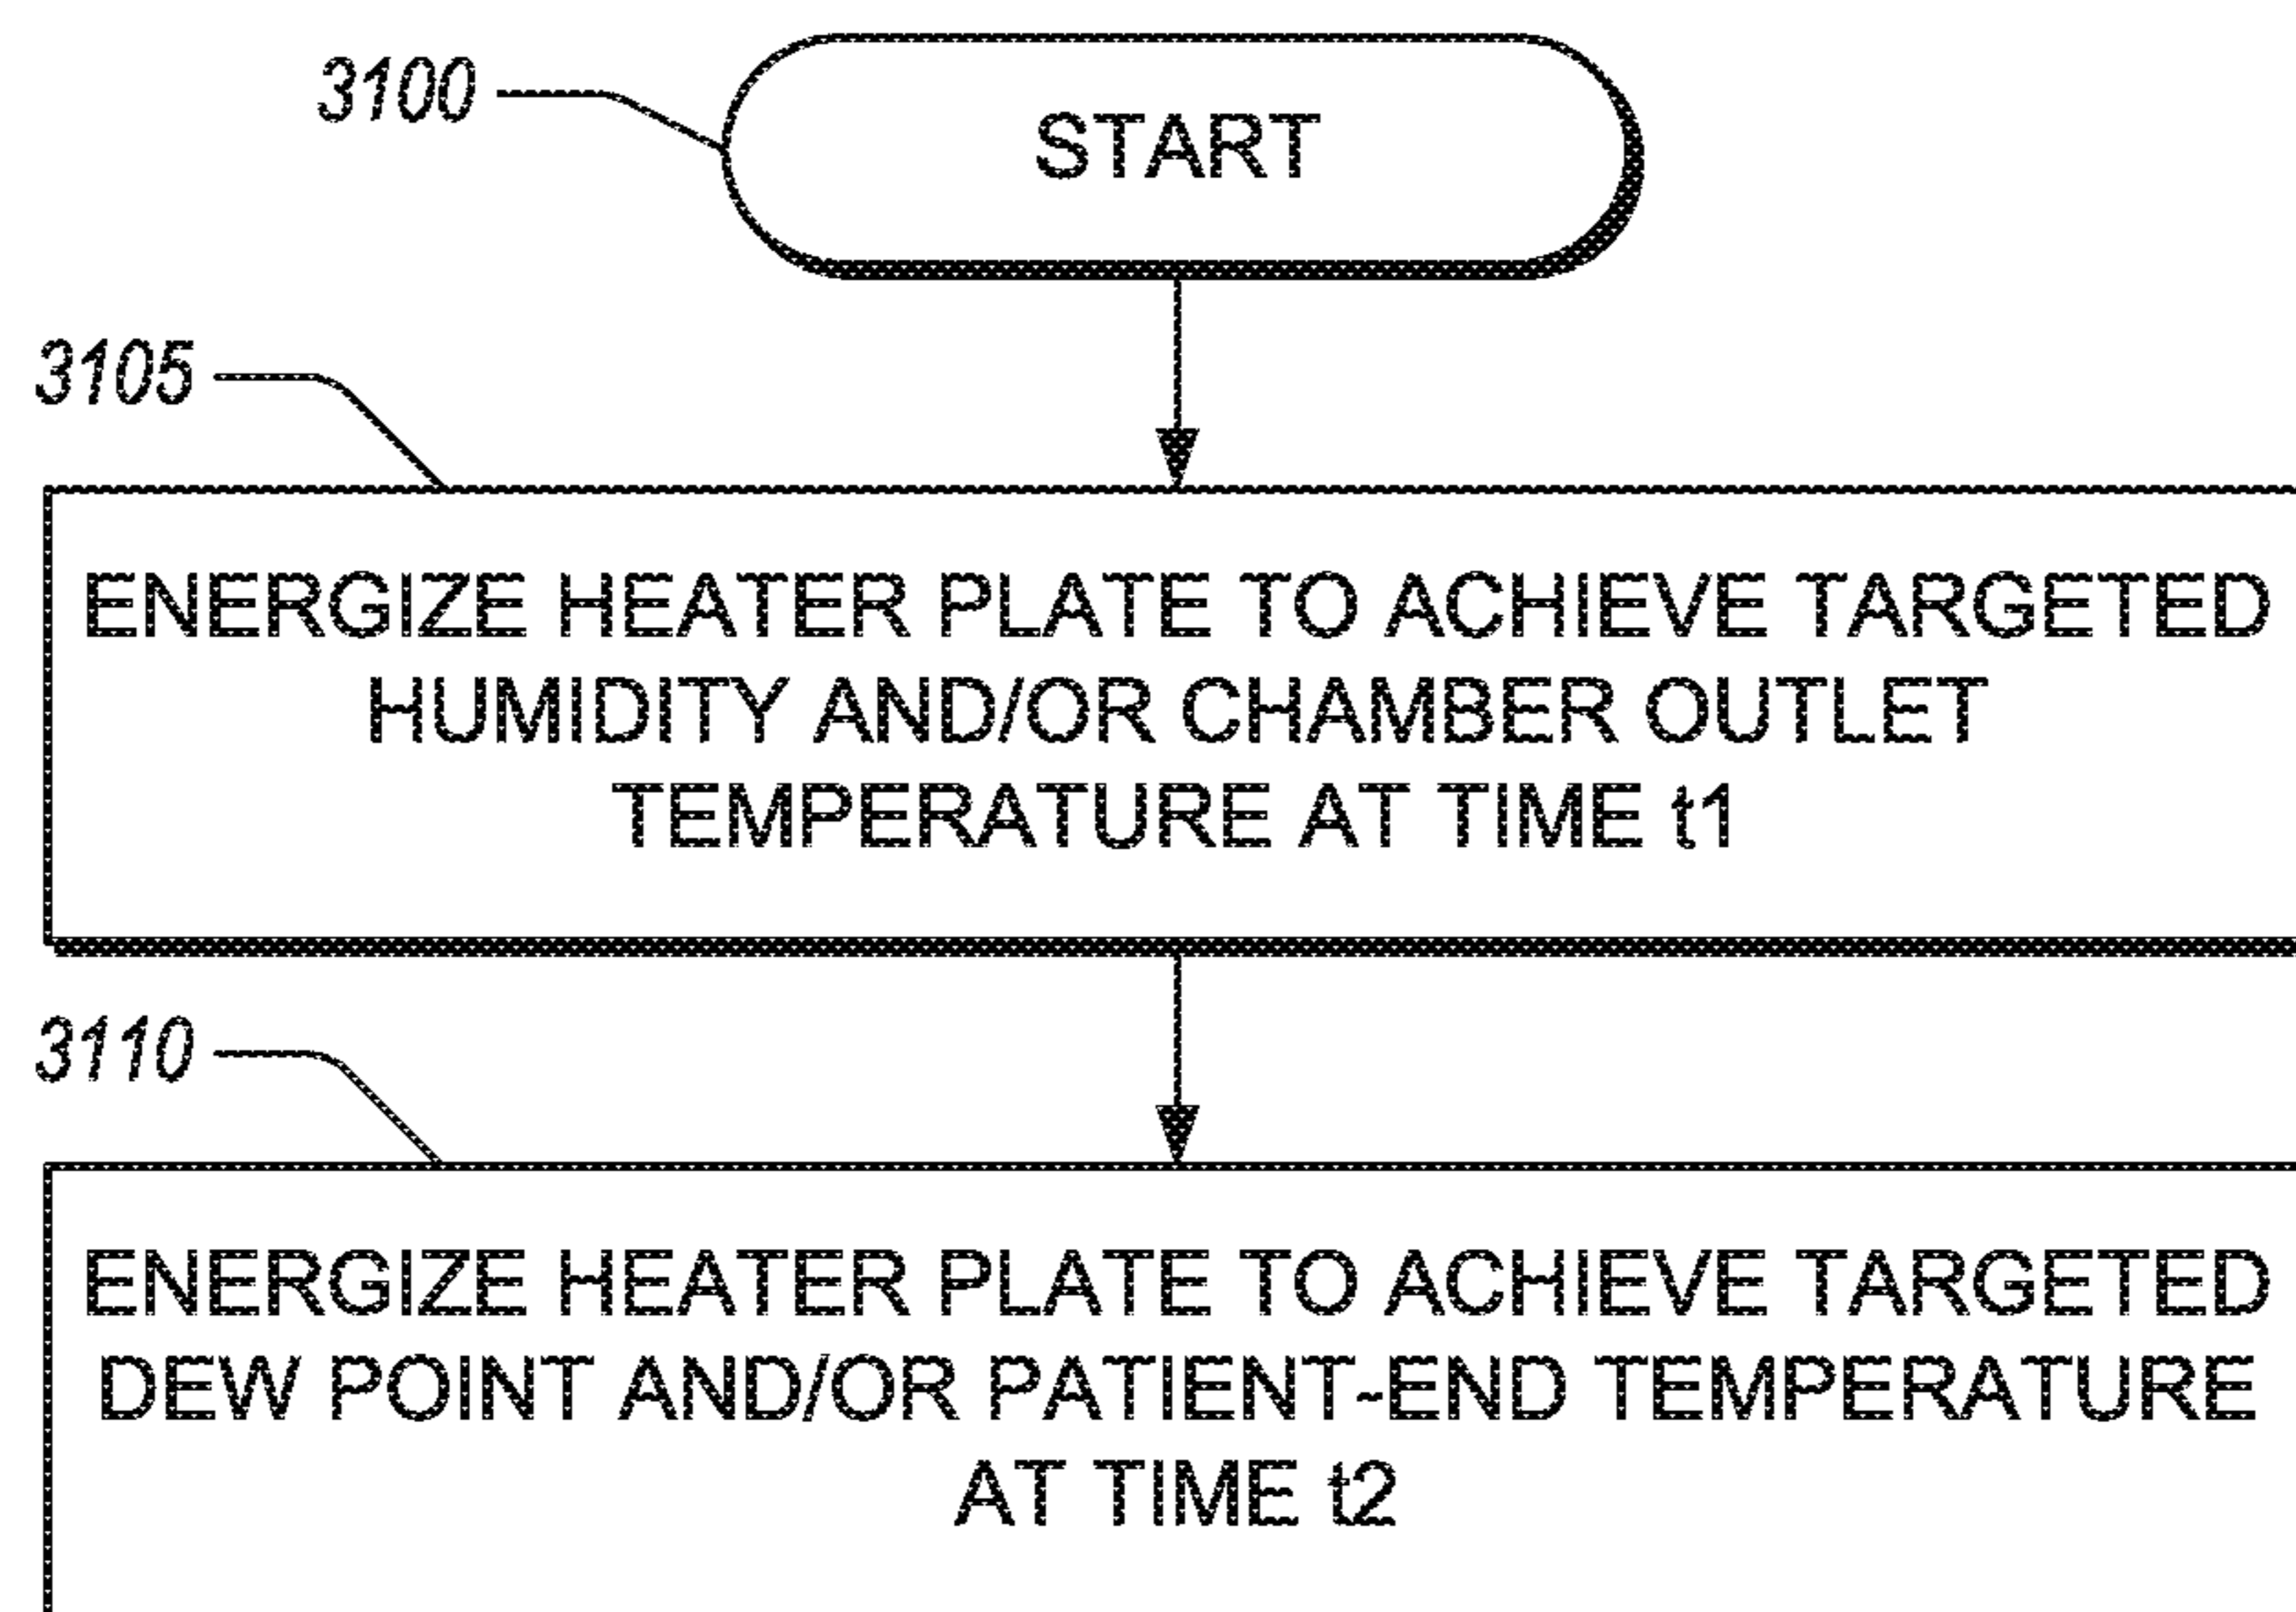 3100
START
3105
ENERGIZE HEATER PLATE TO ACHIEVE TARGETED
HUMIDITY AND/OR CHAMBER OUTLET
TEMPERATURE AT TIME t1
3110
ENERGIZE HEATER PLATE TO ACHIEVE TARGETED
DEW POINT AND/OR PATIENT-END TEMPERATURE
AT TIME t2